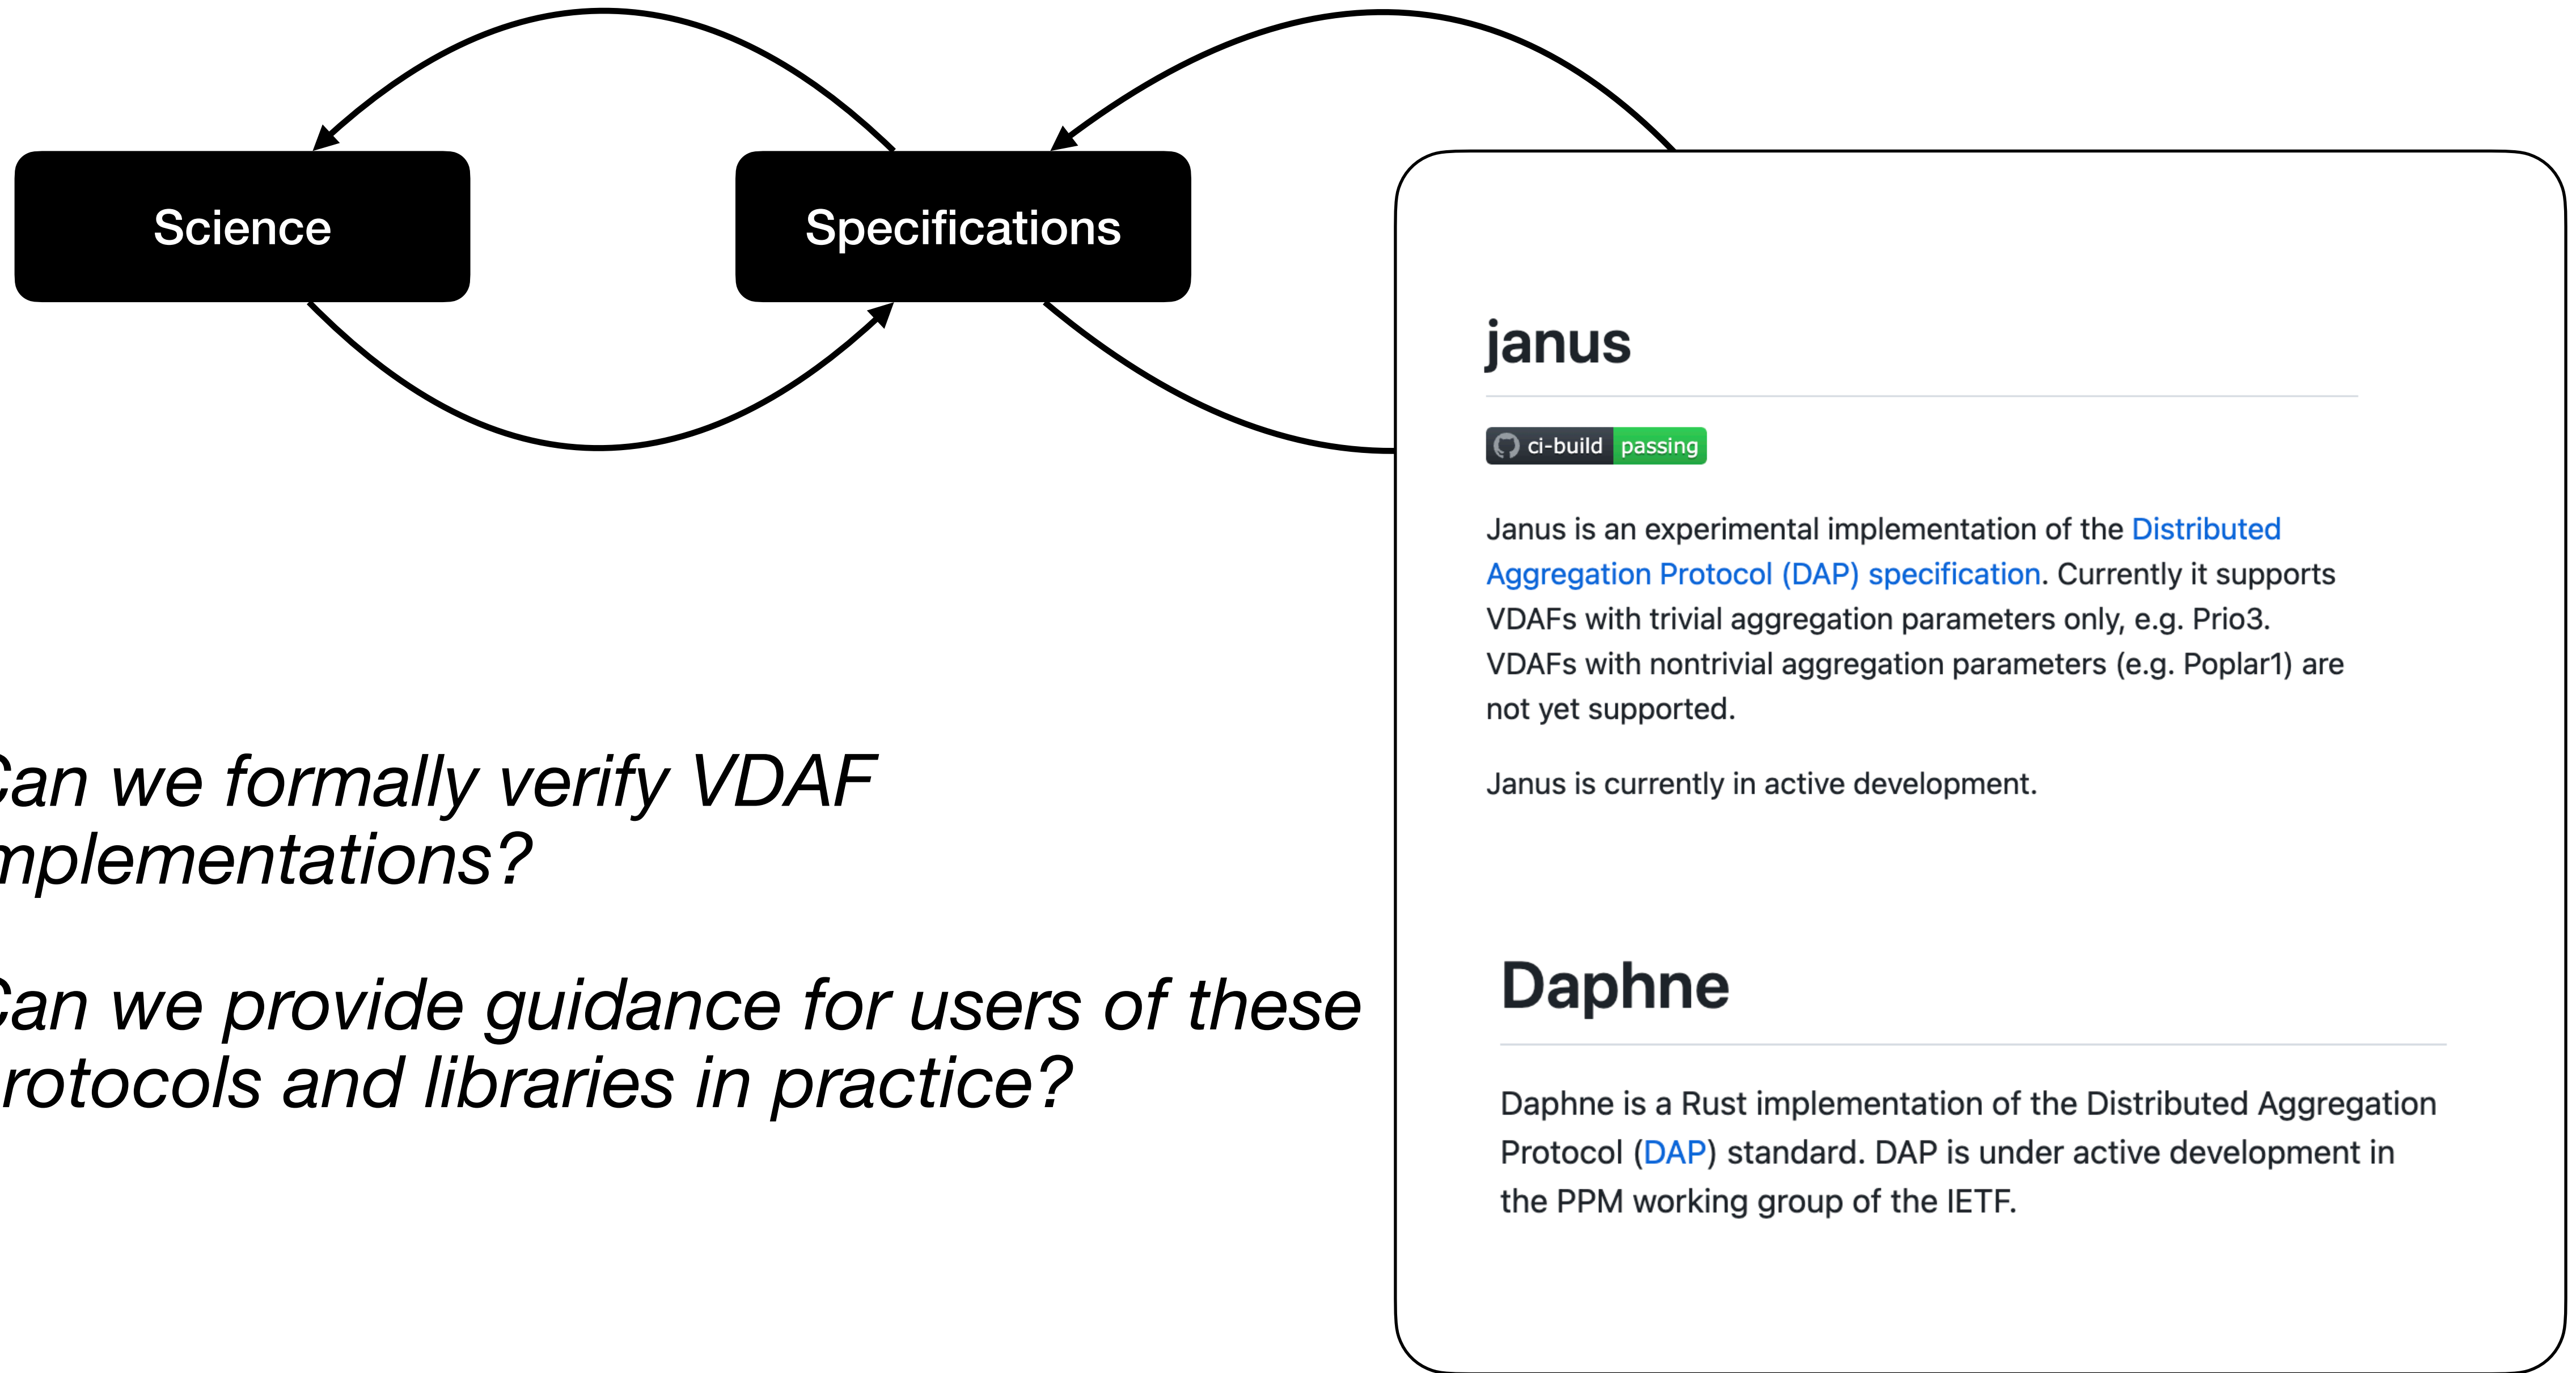 Science
Specifications
janus
ci-build passing
Janus is an experimental implementation of the Distributed
Aggregation Protocol (DAP) specification. Currently it supports
VDAFs with trivial aggregation parameters only, e.g. Prio3.
VDAFs with nontrivial aggregation parameters (e.g. Poplar1) are
not yet supported.
Janus is currently in active development.
Can we formally verify VDAF
mplementations?
Can we provide guidance for users of these
rotocols and libraries in practice?
Daphne
Daphne is a Rust implementation of the Distributed Aggregation
Protocol (DAP) standard. DAP is under active development in
the PPM working group of the IETF.